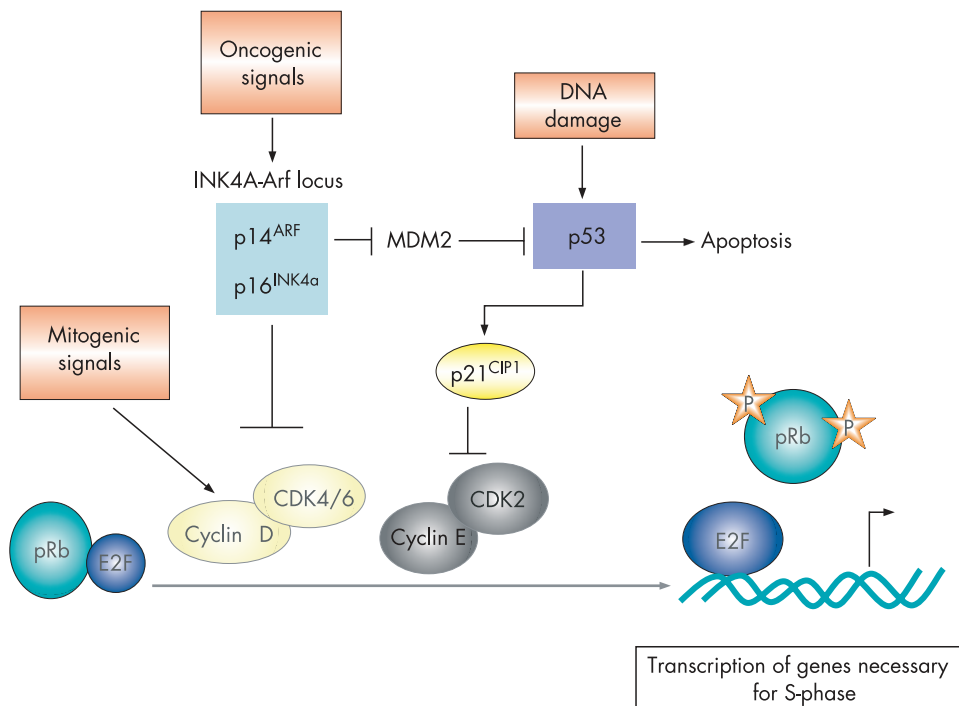 Oncogenic
signals
DNA
damage
INK4A-Arf locus
p14ARF
MDM2
p53
Apoptosis
p16INK4a
Mitogenic
signals
p21CIP1
P
pRb
P
CDK4/6
CDK2
Cyclin D
Cyclin E
pRb
E2F
E2F
Transcription of genes necessary
for S-phase